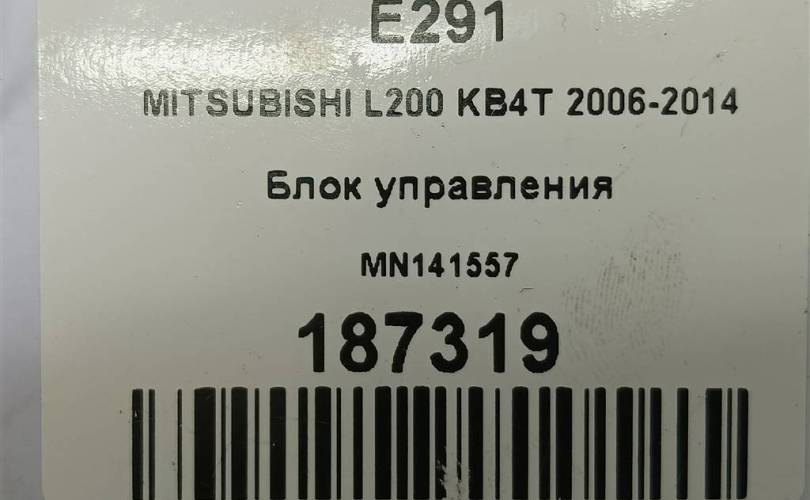 E291
MITSUBISHI L200 KB4T 2006-2014
Блок управления
MN141557
187319